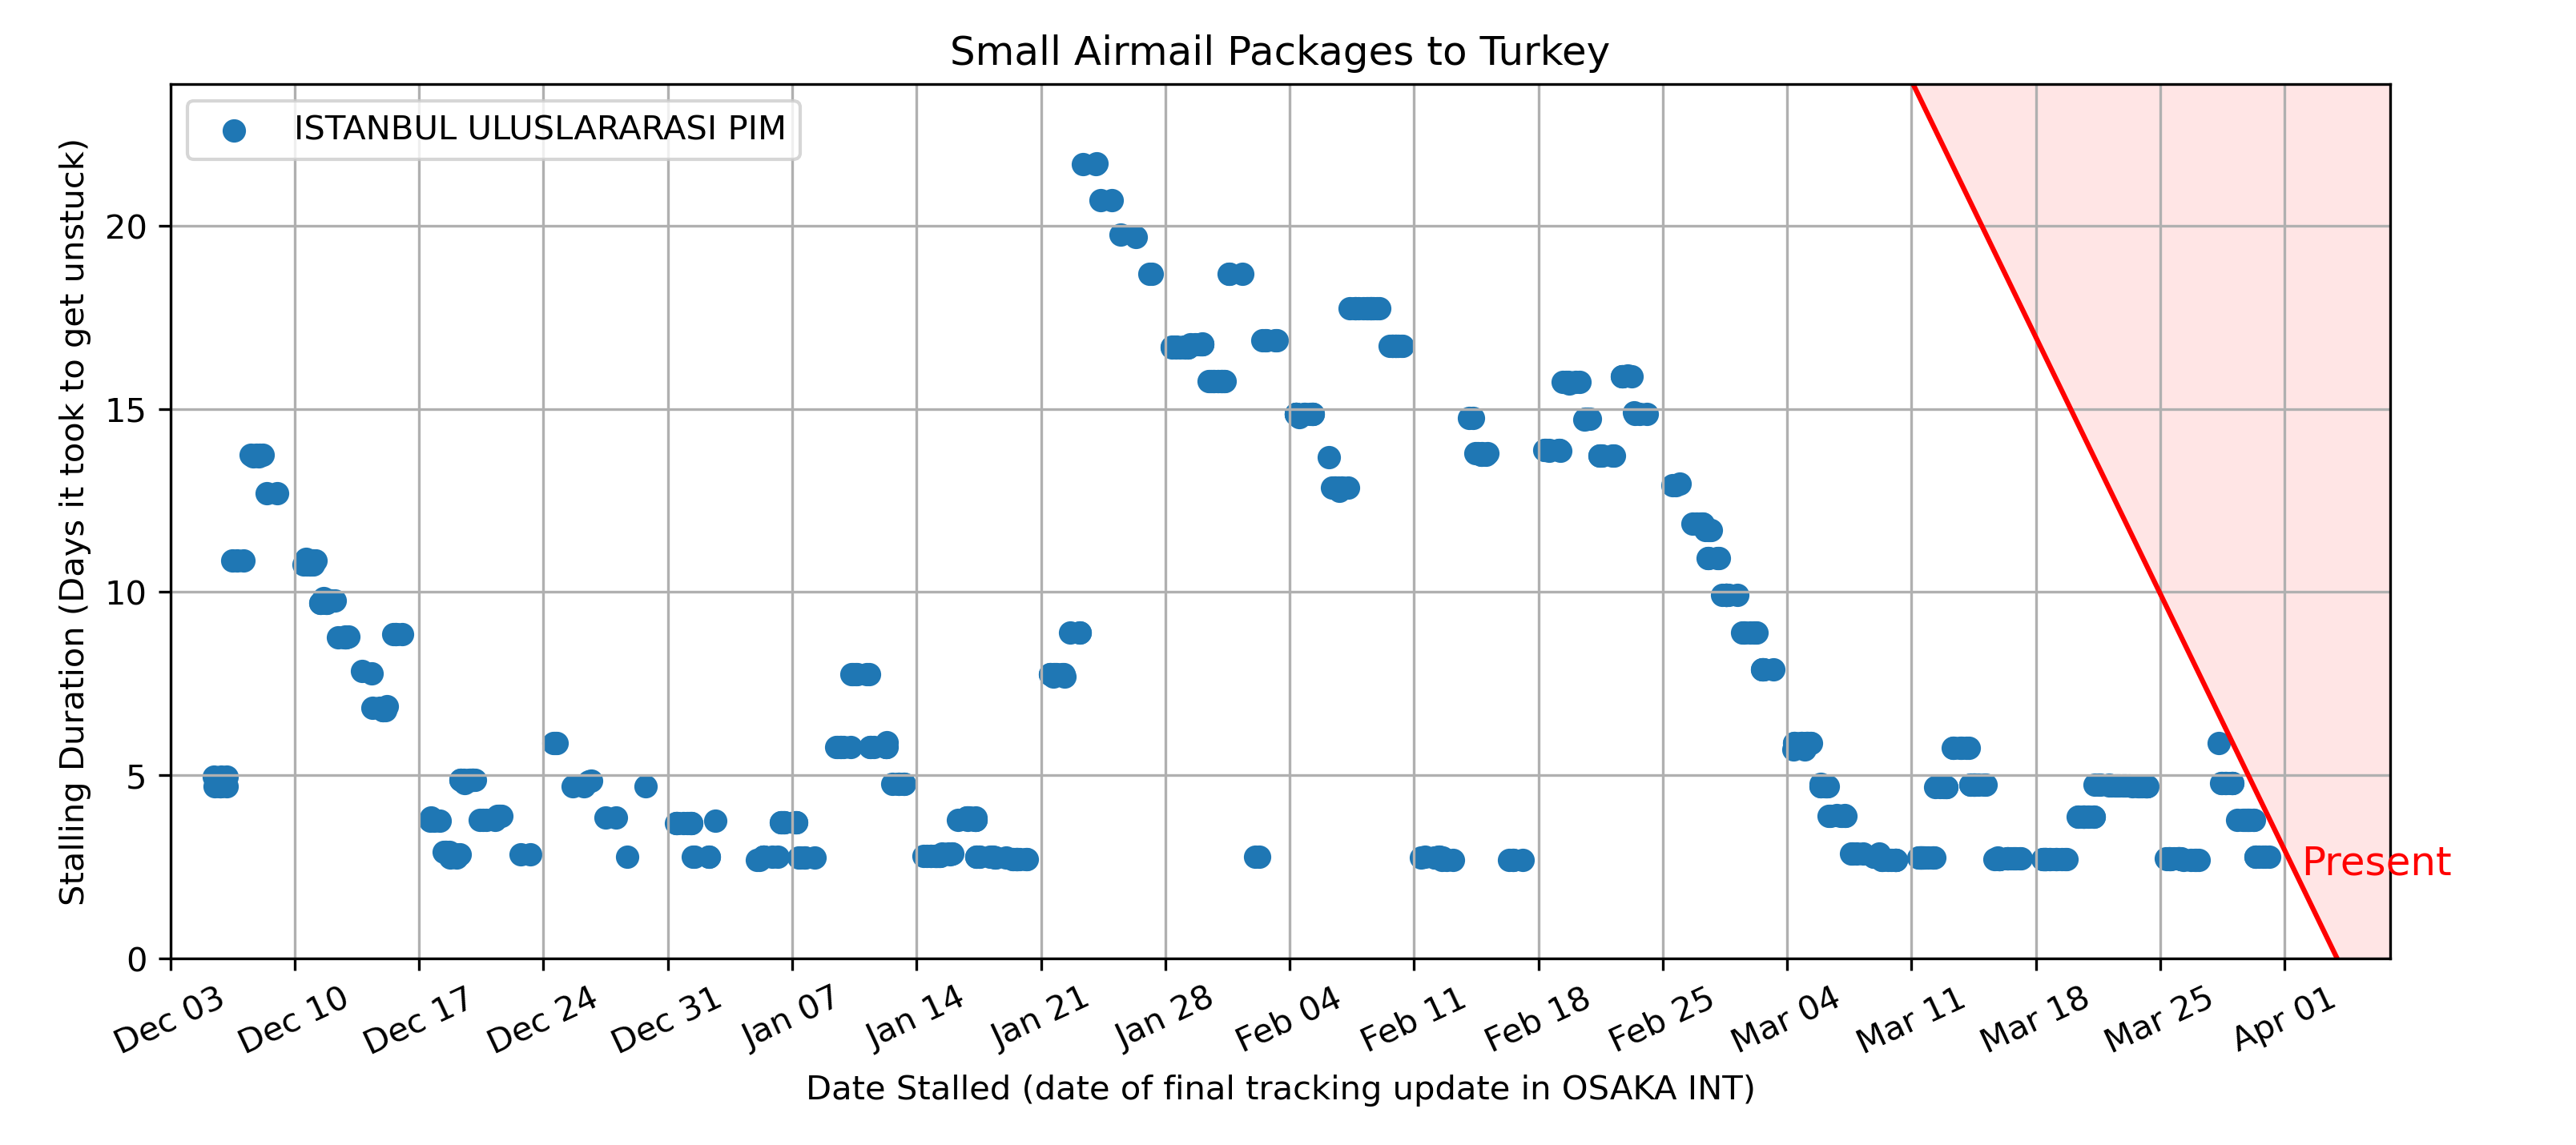 Small Airmail Packages to Turkey
ISTANBUL ULUSLARARASI PIM
Stalling Duration (Days it took to get unstuck)
20
15
10
5
0
Present
Dec 03
Dec 10
Dec 17
Dec 24
Dec 31
Jan 07
Jan 14
Jan 21
Jan 28
Feb 04
Feb 11
Feb 18
Feb 25
Mar 04
Mar 11
Mar 18
Mar 25
Apr 01
Date Stalled (date of final tracking update in OSAKA INT)